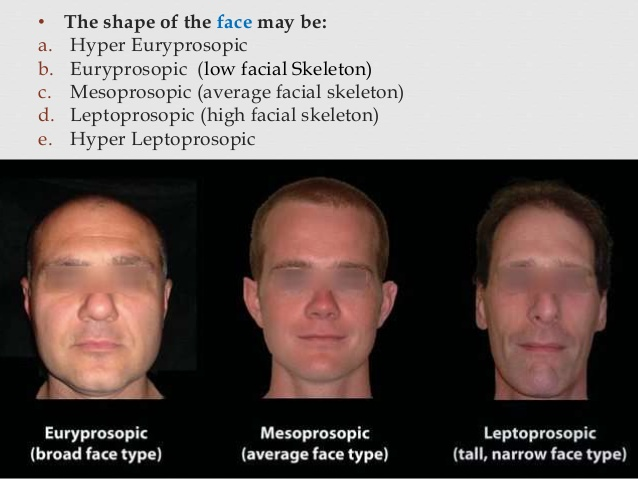 • The shape of the face may be:
a. Hyper Euryprosopic
b. Euryprosopic (low facial Skeleton)
c. Mesoprosopic (average facial skeleton)
d. Leptoprosopic (high facial skeleton)
e. Hyper Leptoprosopic
Euryprosopic
(broad face type)
Mesoprosopic
(average face type)
Leptoprosopic
(tall, narrow face type)